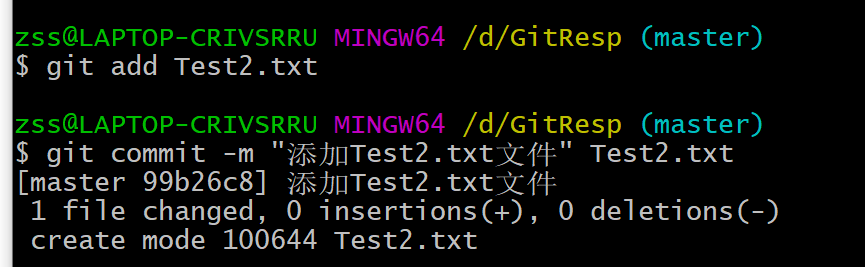 zss@LAPTOP-CRIVSRRU MINGW64 /d/GitResp (master)
$ git add Test2.txt
zss@LAPTOP-CRIVSRRU MINGW64 /d/GitResp (master)
$ git commit -m "添加Test2.txt文件" Test2.txt
[master 99b26c8] 添加Test2.txt文件
 1 file changed, 0 insertions(+), 0 deletions(-)
 create mode 100644 Test2.txt